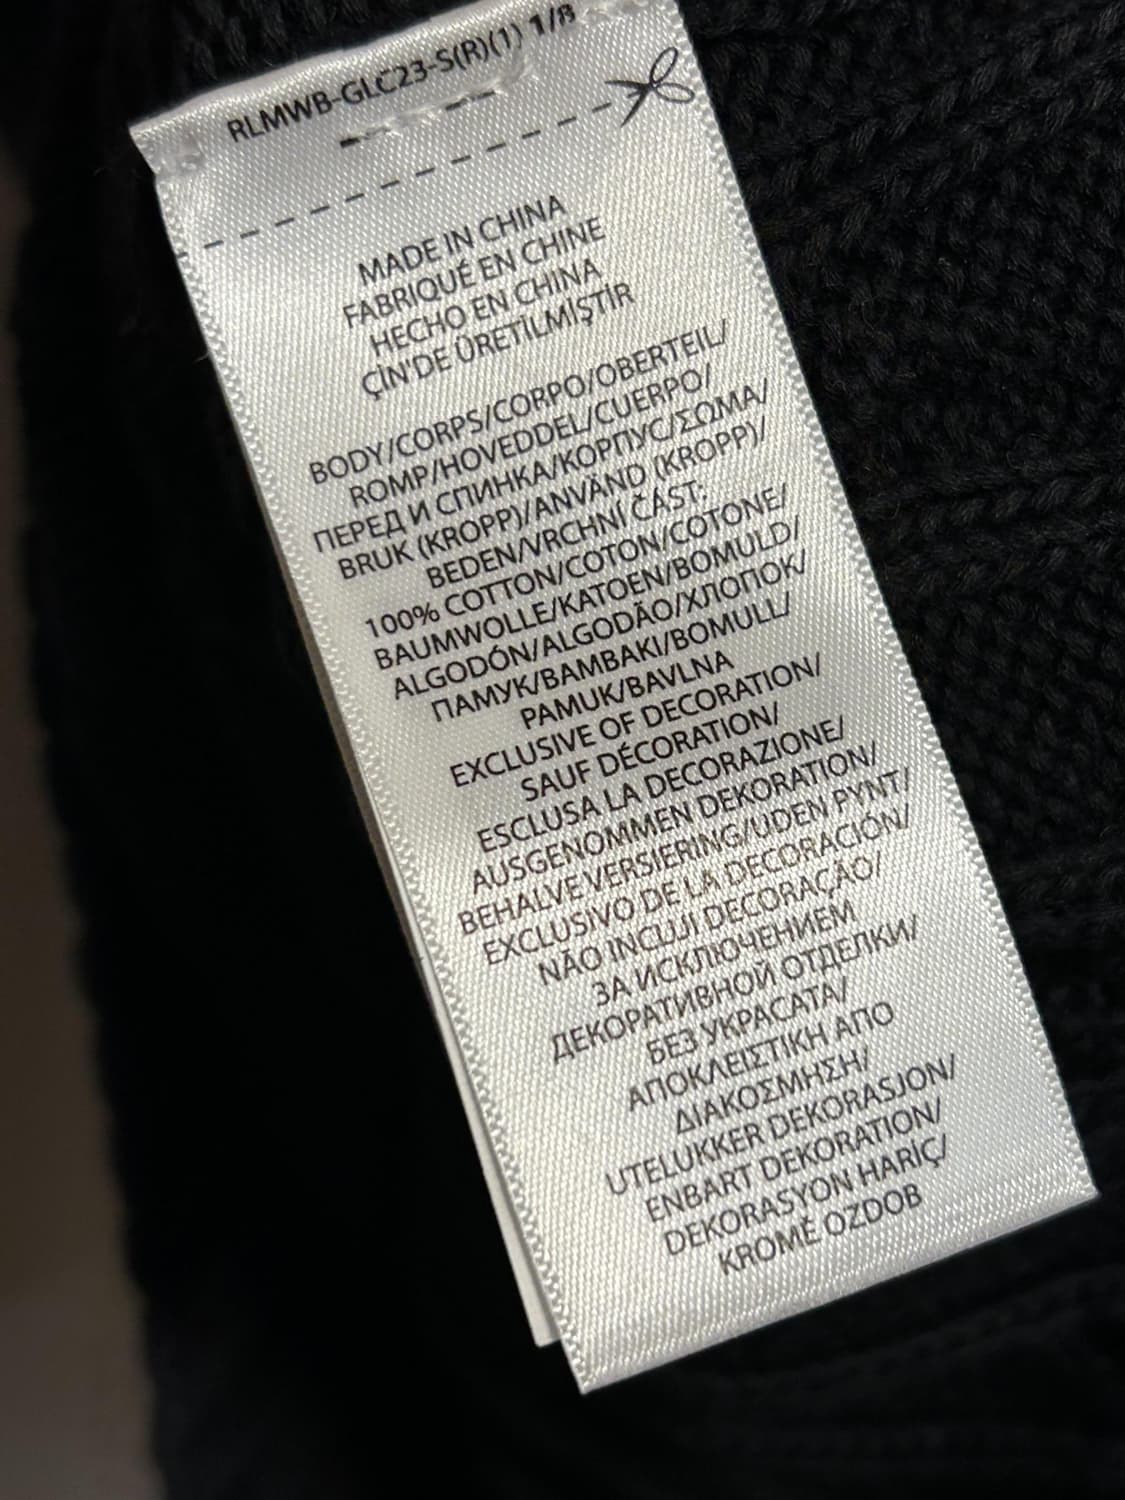 RLMWB-GLC23-S(R)(1) 1/8
MADE IN CHINA
FABRIQUÉ EN CHINE
HECHO EN CHINA
ÇİN'DE ÜRETİLMİŞTİR
BODY/CORPS/CORPO/OBERTEIL/
ROMP/HOVEDDEL/CUERPO/
ПЕРЕД И СПИНКА/КОРПУС/ΣΩΜΑ/
BRUK (KROPP)/ANVÄND (KROPP)/
BEDEN/VRCHNÍ ČÁST:
100% COTTON/COTON/COTONE/
BAUMWOLLE/KATOEN/BOMULD/
ALGODÓN/ALGODÃO/ХЛОПОК/
ПАМУК/ΒΑΜΒΑΚΙ/BOMULL/
PAMUK/BAVLNA
EXCLUSIVE OF DECORATION/
SAUF DÉCORATION/
ESCLUSA LA DECORAZIONE/
AUSGENOMMEN DEKORATION/
BEHALVE VERSIERING/UDEN PYNT/
EXCLUSIVO DE LA DECORACIÓN/
NÃO INCLUI DECORAÇÃO/
ЗА ИСКЛЮЧЕНИЕМ
ДЕКОРАТИВНОЙ ОТДЕЛКИ/
БЕЗ УКРАСАТА/
ΑΠΟΚΛΕΙΣΤΙΚΗ ΑΠΟ
ΔΙΑΚΟΣΜΗΣΗ/
UTELUKKER DEKORASJON/
ENBART DEKORATION/
DEKORASYON HARİÇ/
KROMĚ OZDOB